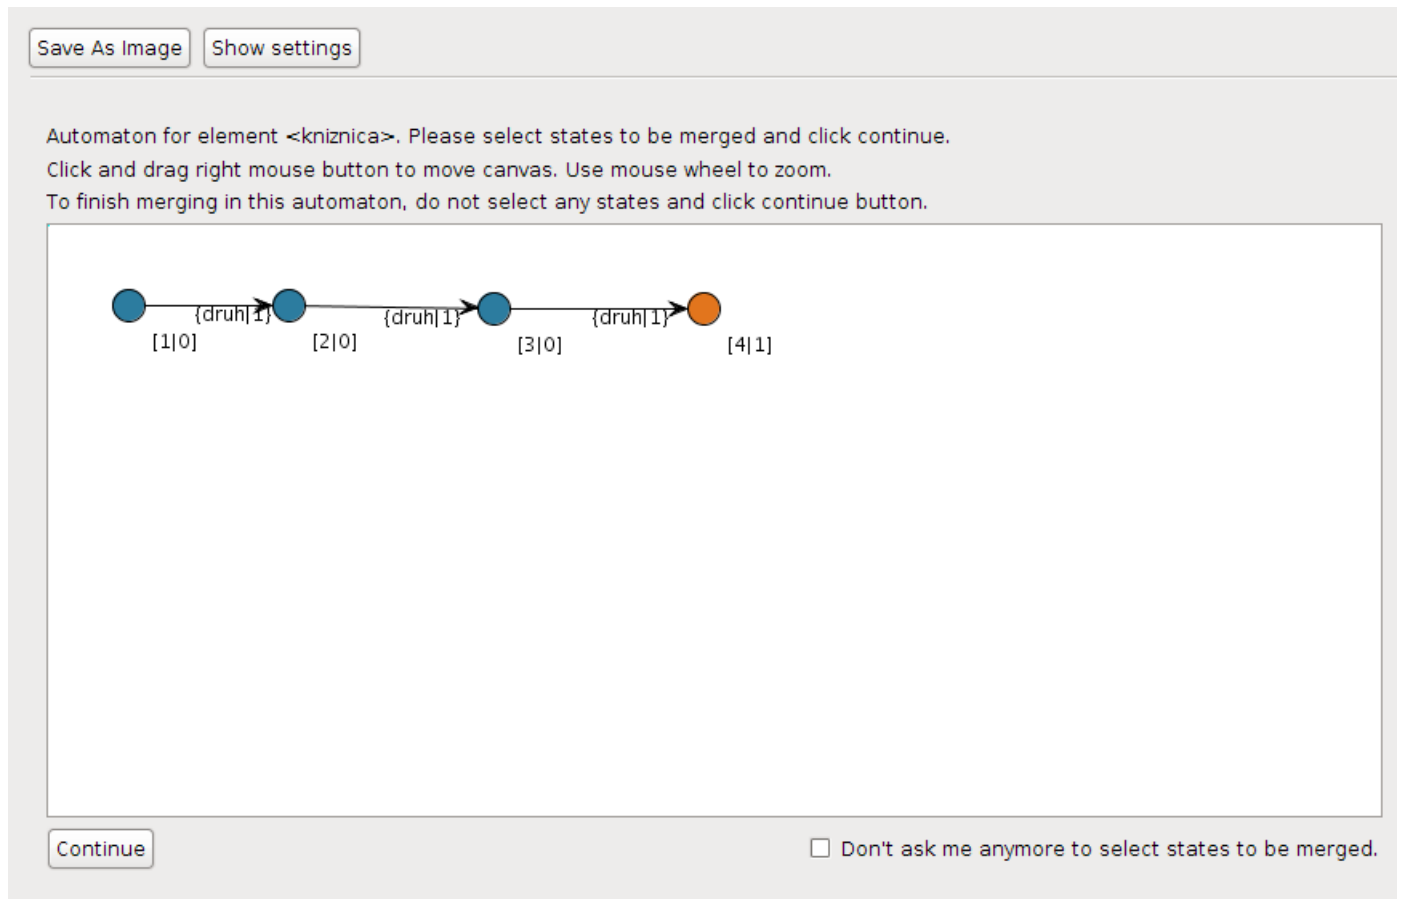 Save As Image Show settings
Automaton for element <kniznica>. Please select states to be merged and click continue.
Click and drag right mouse button to move canvas. Use mouse wheel to zoom.
To finish merging in this automaton, do not select any states and click continue button.
{druh|1} {druh|1} {druh|1}
[1|0] [2|0] [3|0] [4|1]
Continue Don't ask me anymore to select states to be merged.